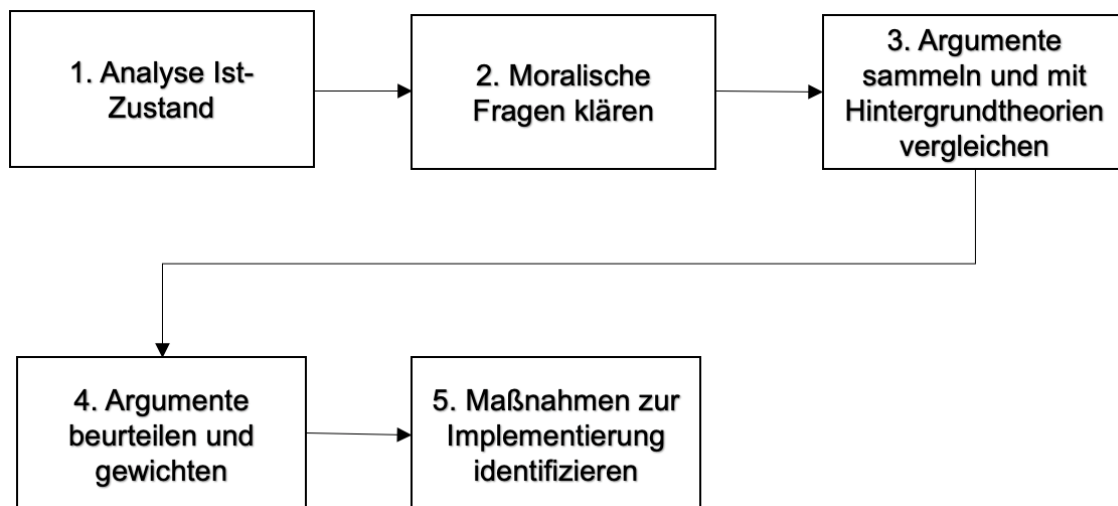 1. Analyse Ist-
Zustand
2. Moralische
Fragen klären
3. Argumente
sammeln und mit
Hintergrundtheorien
vergleichen
4. Argumente
beurteilen und
gewichten
5. Maßnahmen zur
Implementierung
identifizieren